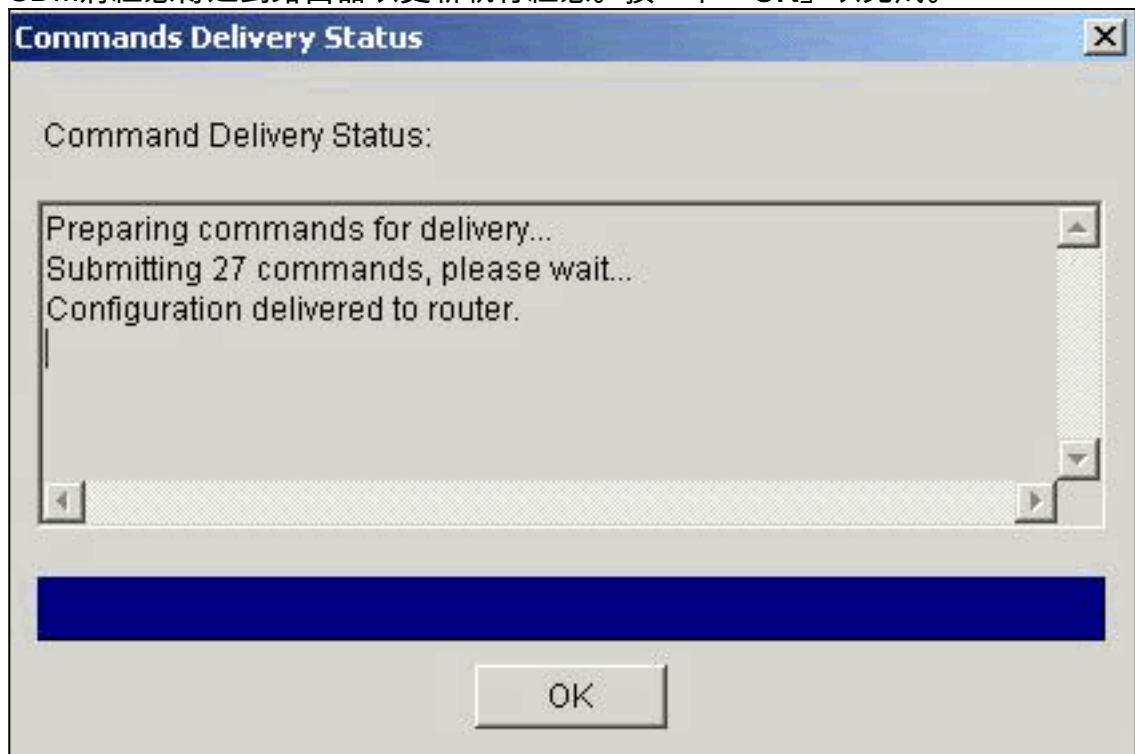 Commands Delivery Status
Command Delivery Status:
Preparing commands for delivery...
Submitting 27 commands, please wait...
Configuration delivered to router.
OK